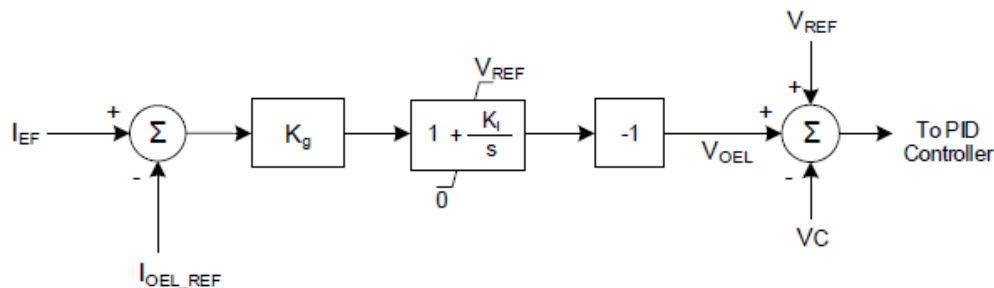 V_REF
V_REF
+
+
+
I_EF
Σ
K_g
1 + K_I/s
-1
Σ
To PID
Controller
V_OEL
-
-
0
VC
I_OEL_REF